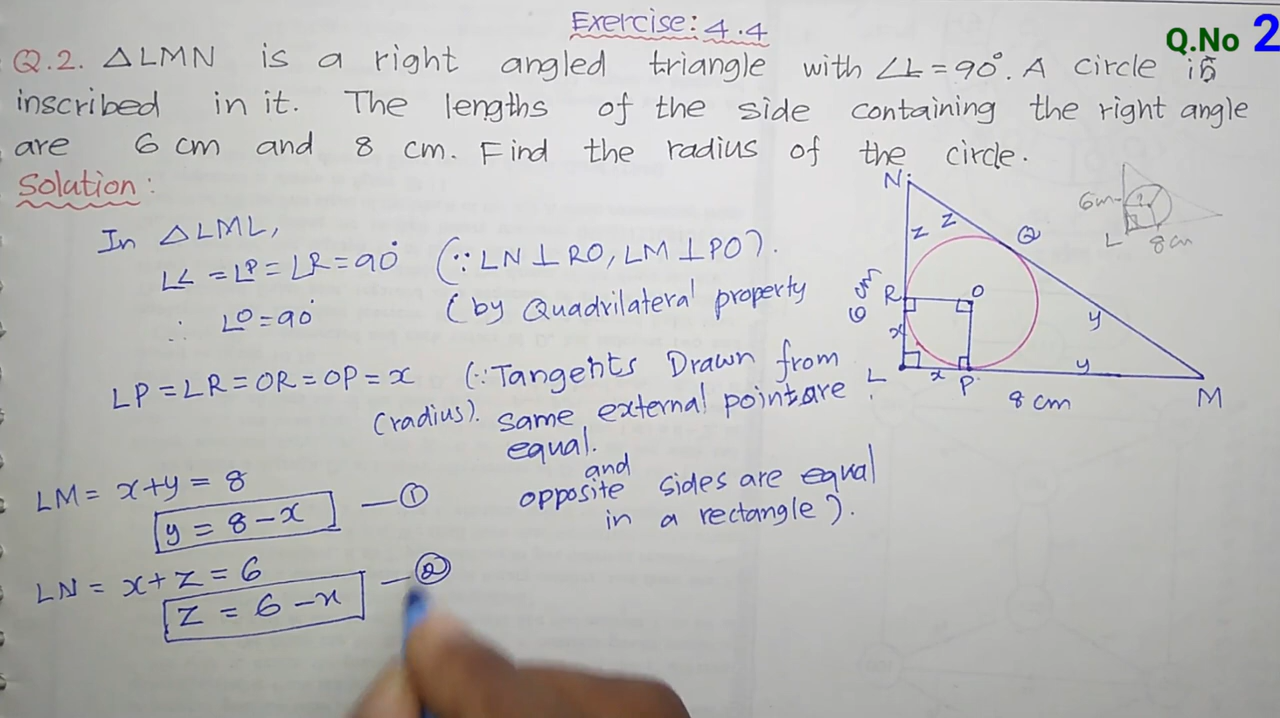 Exercise: 4.4
Q.No 2
Q.2. △LMN is a right angled triangle with ∠L = 90°. A circle is
inscribed in it. The lengths of the side containing the right angle
are 6 cm and 8 cm. Find the radius of the circle.
Solution:
In △LML,
∠L = ∠P = ∠R = 90° (∵ LN ⊥ RO, LM ⊥ PO).
∴ ∠O = 90° (by Quadrilateral property
LP = LR = OR = OP = x (∵ Tangents Drawn from
(radius). same external point are
equal.
and
opposite sides are equal
in a rectangle).
LM = x + y = 8
y = 8 - x — ①
LN = x + z = 6
z = 6 - x — ②
N
z z Q
6 cm R O
x y
L x P y M
8 cm
6cm
L 8 cm